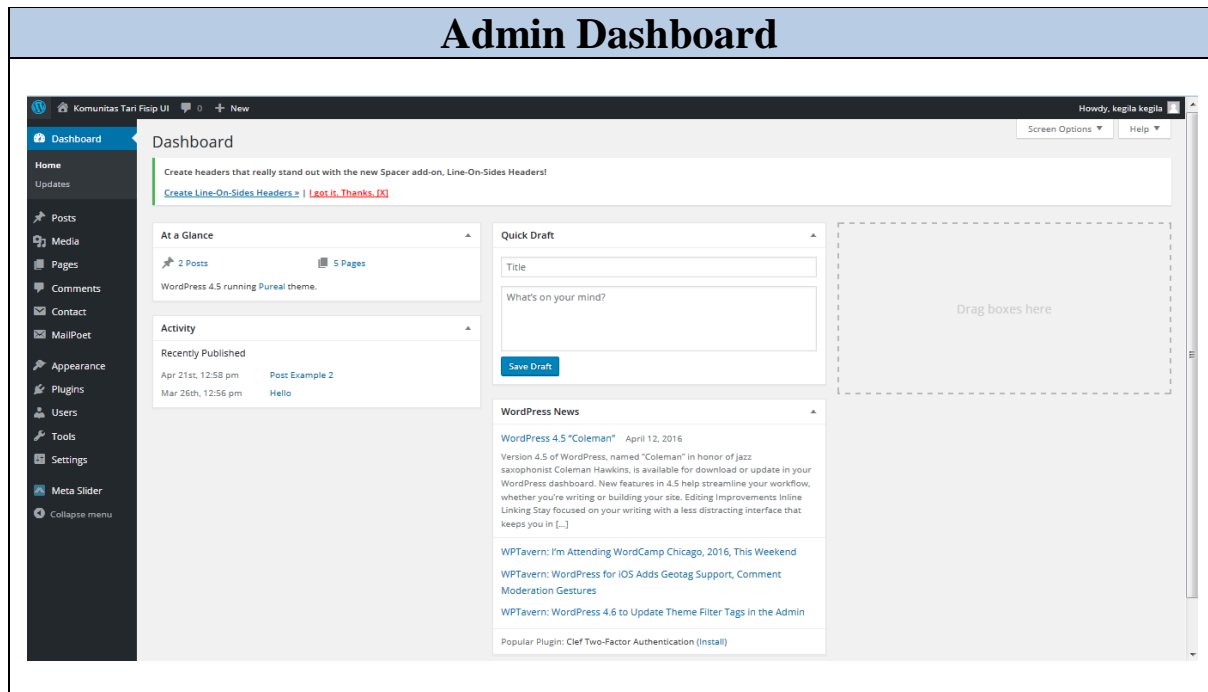 Admin Dashboard
Komunitas Tari Fisip UI 0 + New
Howdy, kegila kegila
Screen Options ▼ Help ▼
Dashboard
Home
Updates
Posts
Media
Pages
Comments
Contact
MailPoet
Appearance
Plugins
Users
Tools
Settings
Meta Slider
Collapse menu
Dashboard
Create headers that really stand out with the new Spacer add-on, Line-On-Sides Headers!
Create Line-On-Sides Headers » | I got it. Thanks. [X]
At a Glance
2 Posts 5 Pages
WordPress 4.5 running Pureal theme.
Activity
Recently Published
Apr 21st, 12:58 pm Post Example 2
Mar 26th, 12:56 pm Hello
Quick Draft
Title
What's on your mind?
Save Draft
WordPress News
WordPress 4.5 “Coleman” April 12, 2016
Version 4.5 of WordPress, named “Coleman” in honor of jazz
saxophonist Coleman Hawkins, is available for download or update in your
WordPress dashboard. New features in 4.5 help streamline your workflow,
whether you’re writing or building your site. Editing Improvements Inline
Linking Stay focused on your writing with a less distracting interface that
keeps you in […]
WPTavern: I’m Attending WordCamp Chicago, 2016, This Weekend
WPTavern: WordPress for iOS Adds Geotag Support, Comment
Moderation Gestures
WPTavern: WordPress 4.6 to Update Theme Filter Tags in the Admin
Popular Plugin: Clef Two-Factor Authentication (Install)
Drag boxes here